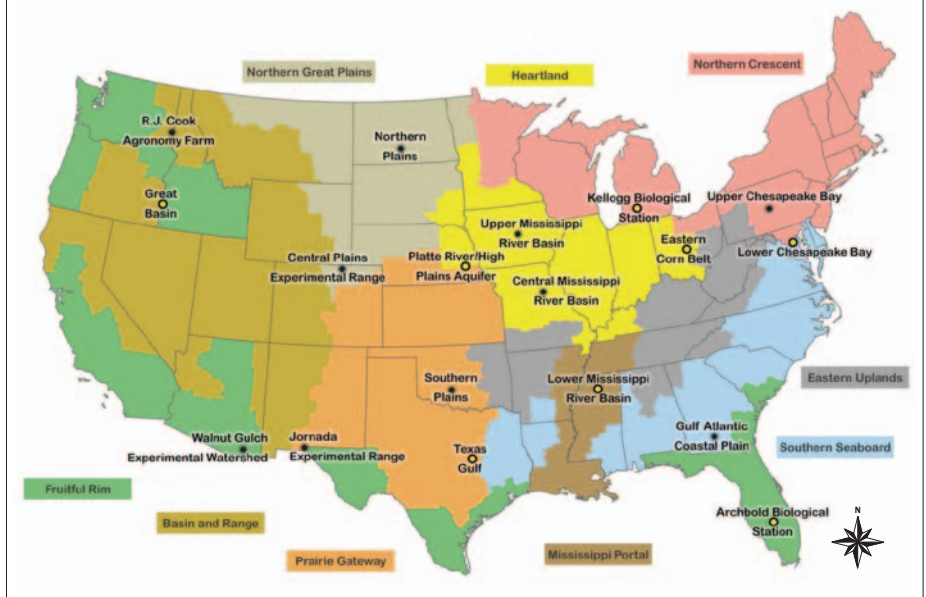 Northern Crescent
Northern Great Plains
Heartland
R.J. Cook
Agronomy Farm
Northern
Plains
Great
Basin
Kellogg Biological
Station
Upper Chesapeake Bay
Upper Mississippi
River Basin
Eastern
Corn Belt
Lower Chesapeake Bay
Central Plains
Experimental Range
Platte River/High
Plains Aquifer
Central Mississippi
River Basin
Southern
Plains
Lower Mississippi
River Basin
Eastern Uplands
Walnut Gulch
Experimental Watershed
Jornada
Experimental Range
Texas
Gulf
Gulf Atlantic
Coastal Plain
Southern Seaboard
Fruitful Rim
Basin and Range
Prairie Gateway
Mississippi Portal
Archbold Biological
Station
N